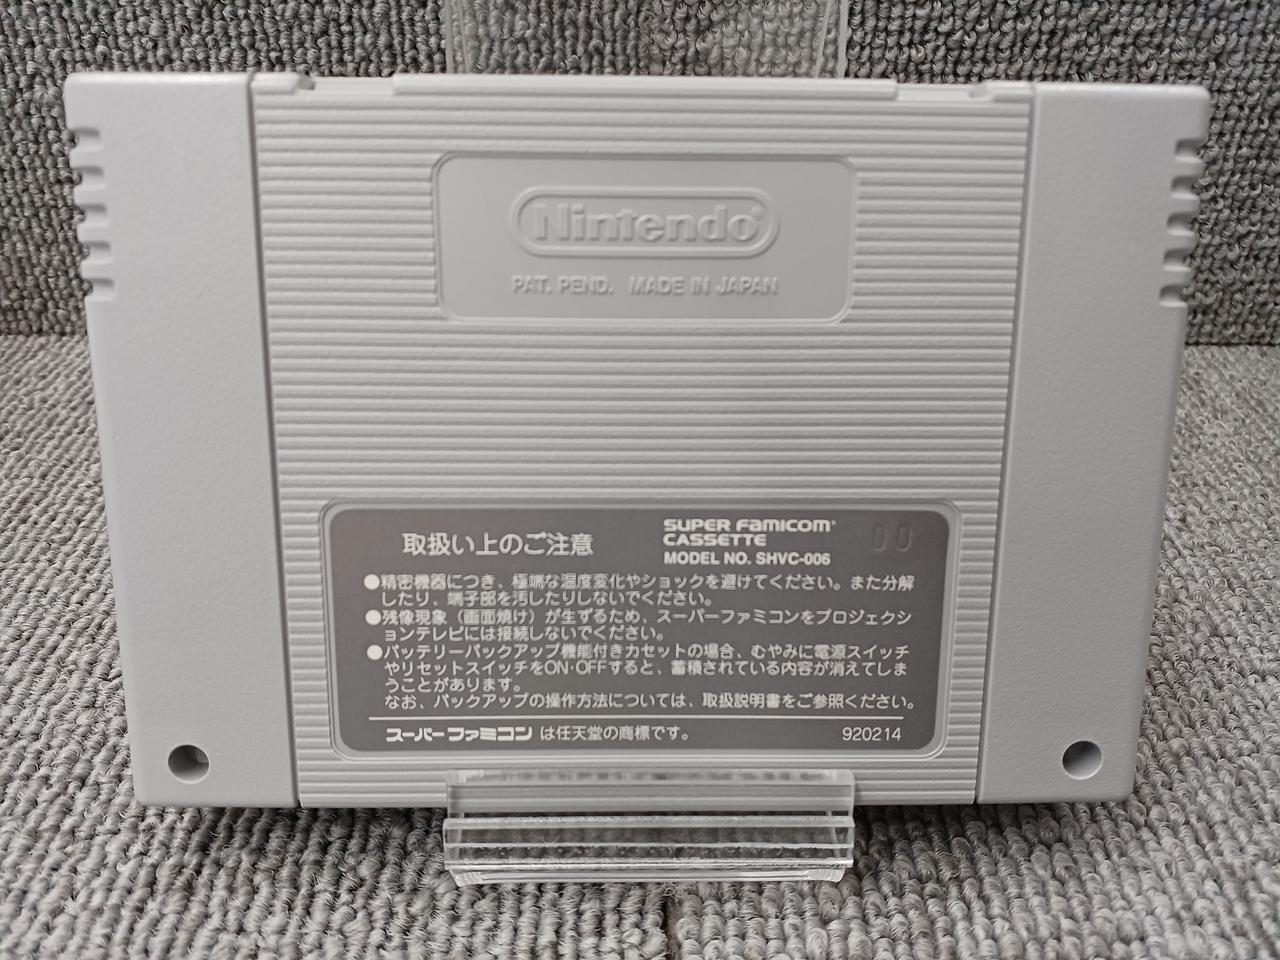 Nintendo®
PAT. PEND. MADE IN JAPAN
取扱い上のご注意
SUPER FAMICOM®
CASSETTE
MODEL NO. SHVC-006
00
●精密機器につき、極端な温度変化やショックを避けてください。また分解
したり、端子部を汚したりしないでください。
●残像現象（画面焼け）が生ずるため、スーパーファミコンをプロジェクシ
ョンテレビには接続しないでください。
●バッテリーバックアップ機能付きカセットの場合、むやみに電源スイッチ
やリセットスイッチをON・OFFすると、蓄積されている内容が消えてしま
うことがあります。
なお、バックアップの操作方法については、取扱説明書をご参照ください。
スーパーファミコン は任天堂の商標です。
920214